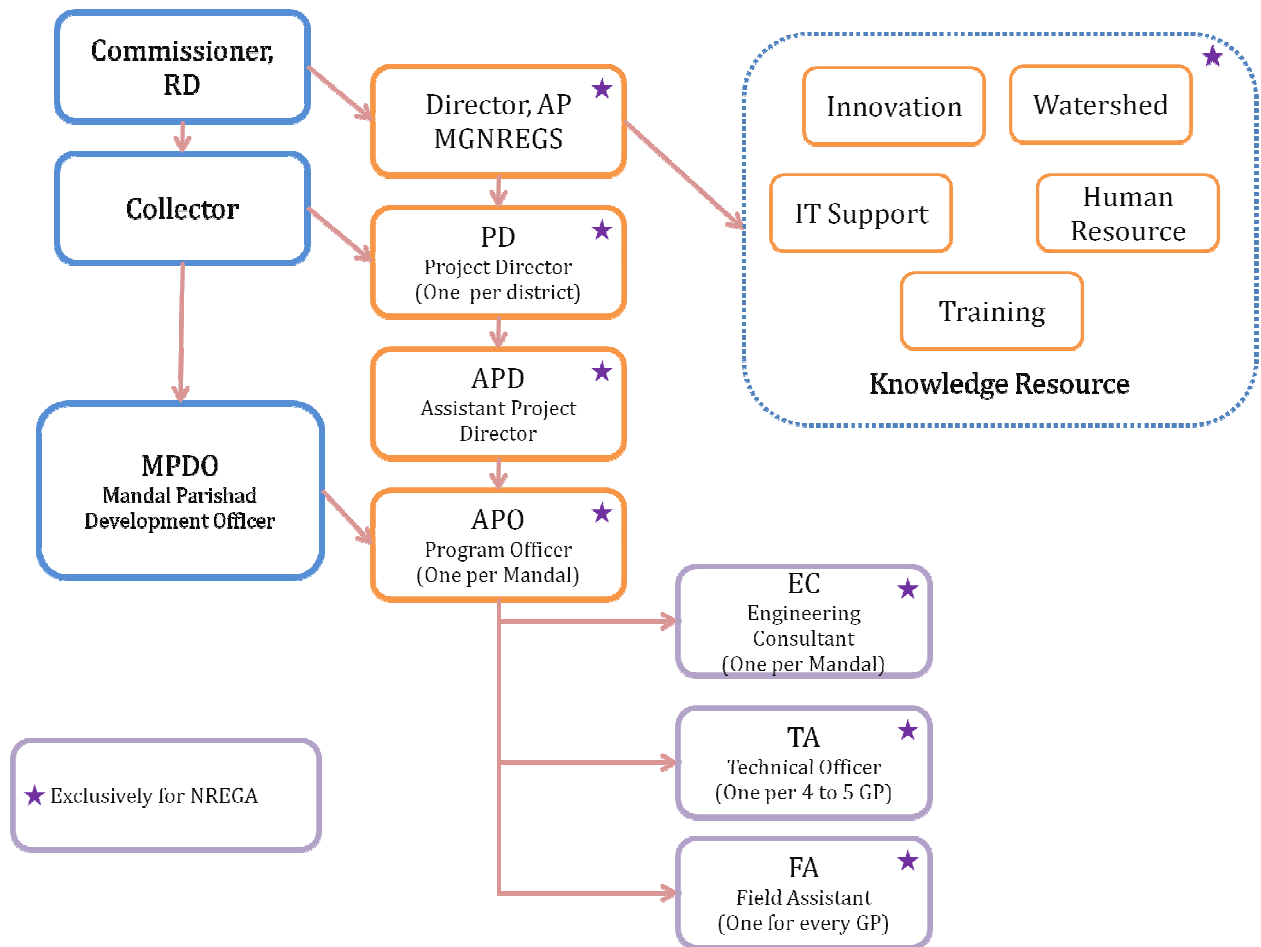 Commissioner,
RD
Director, AP
MGNREGS
Innovation
Watershed
IT Support
Human
Resource
Training
Knowledge Resource
Collector
PD
Project Director
(One per district)
APD
Assistant Project
Director
MPDO
Mandal Parishad
Development Officer
APO
Program Officer
(One per Mandal)
EC
Engineering
Consultant
(One per Mandal)
TA
Technical Officer
(One per 4 to 5 GP)
FA
Field Assistant
(One for every GP)
Exclusively for NREGA